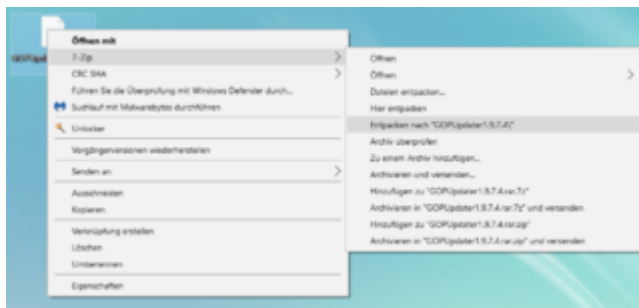 GOPUpd
Öffnen mit
7-Zip
CRC SHA
Führen Sie die Überprüfung mit Windows Defender durch...
Suchlauf mit Malwarebytes durchführen
Unlocker
Vorgängerversionen wiederherstellen
Senden an
Ausschneiden
Kopieren
Verknüpfung erstellen
Löschen
Umbenennen
Eigenschaften
Öffnen
Öffnen
Dateien entpacken...
Hier entpacken
Entpacken nach "GOPUpdater1.9.7.4\"
Archiv überprüfen
Zu einem Archiv hinzufügen...
Archivieren und versenden...
Hinzufügen zu "GOPUpdater1.9.7.4.rar.7z"
Archivieren in "GOPUpdater1.9.7.4.rar.7z" und versenden
Hinzufügen zu "GOPUpdater1.9.7.4.rar.zip"
Archivieren in "GOPUpdater1.9.7.4.rar.zip" und versenden